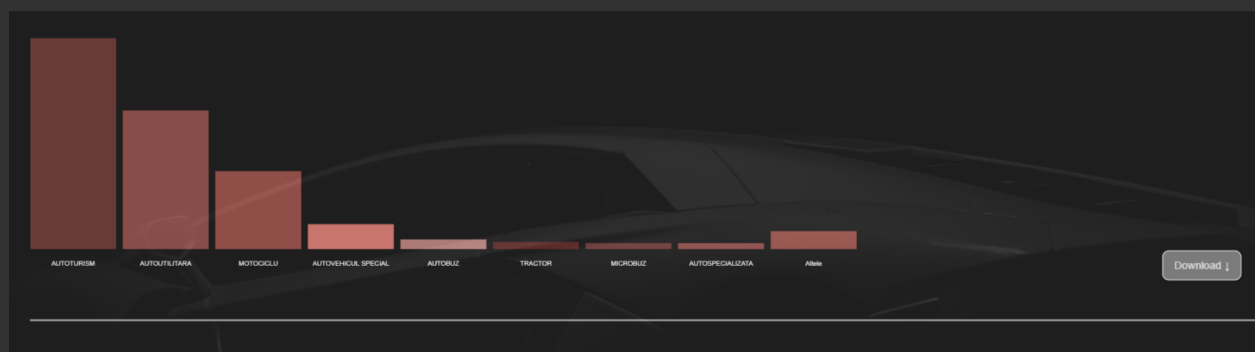 AUTOTURISM
AUTOUTILITARA
MOTOCICLU
AUTOVEHICUL SPECIAL
AUTOBUZ
TRACTOR
MICROBUZ
AUTOSPECIALIZATA
Altele
Download ↓